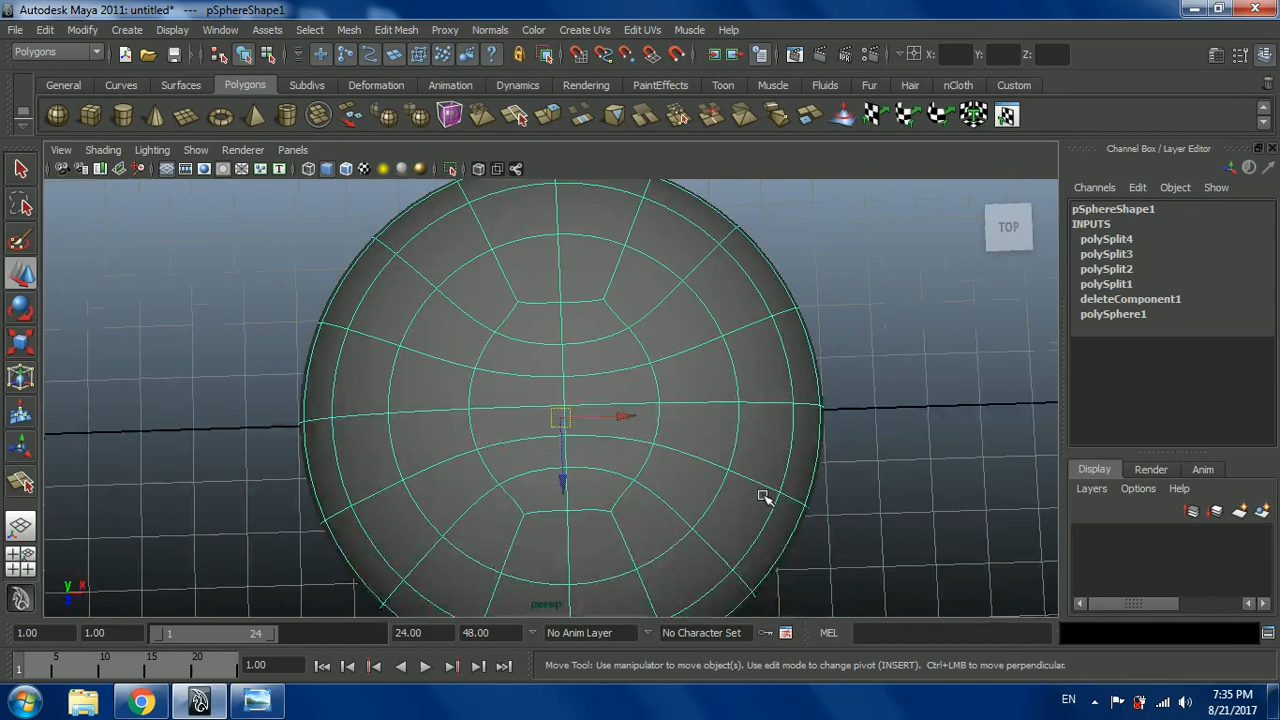 Autodesk Maya 2011: untitled* --- pSphereShape1
File Edit Modify Create Display Window Assets Select Mesh Edit Mesh Proxy Normals Color Create UVs Edit UVs Muscle Help
Polygons X: Y: Z:
General Curves Surfaces Polygons Subdivs Deformation Animation Dynamics Rendering PaintEffects Toon Muscle Fluids Fur Hair nCloth Custom
View Shading Lighting Show Renderer Panels
Channel Box / Layer Editor
Channels Edit Object Show
pSphereShape1
INPUTS
polySplit4
polySplit3
polySplit2
polySplit1
deleteComponent1
polySphere1
TOP
Display Render Anim
Layers Options Help
y x
z
persp
1.00 1.00 1 24 24.00 48.00 No Anim Layer No Character Set MEL
1 5 10 15 20 1.00 Move Tool: Use manipulator to move object(s). Use edit mode to change pivot (INSERT). Ctrl+LMB to move perpendicular.
EN 7:35 PM
8/21/2017